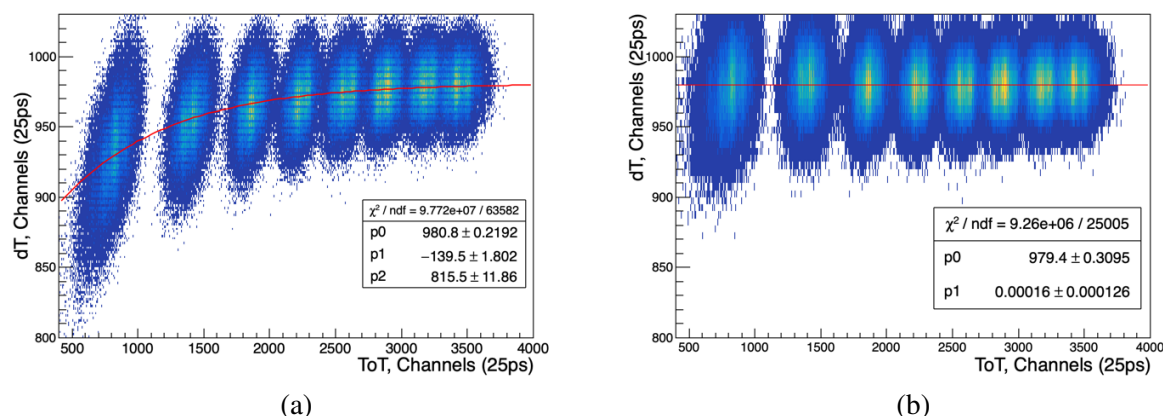 dT, Channels (25ps)
1000
950
900
850
800
χ² / ndf = 9.772e+07 / 63582
p0 980.8 ± 0.2192
p1 −139.5 ± 1.802
p2 815.5 ± 11.86
500 1000 1500 2000 2500 3000 3500 4000
ToT, Channels (25ps)
(a)
dT, Channels (25ps)
1000
950
900
850
800
χ² / ndf = 9.26e+06 / 25005
p0 979.4 ± 0.3095
p1 0.00016 ± 0.000126
500 1000 1500 2000 2500 3000 3500 4000
ToT, Channels (25ps)
(b)